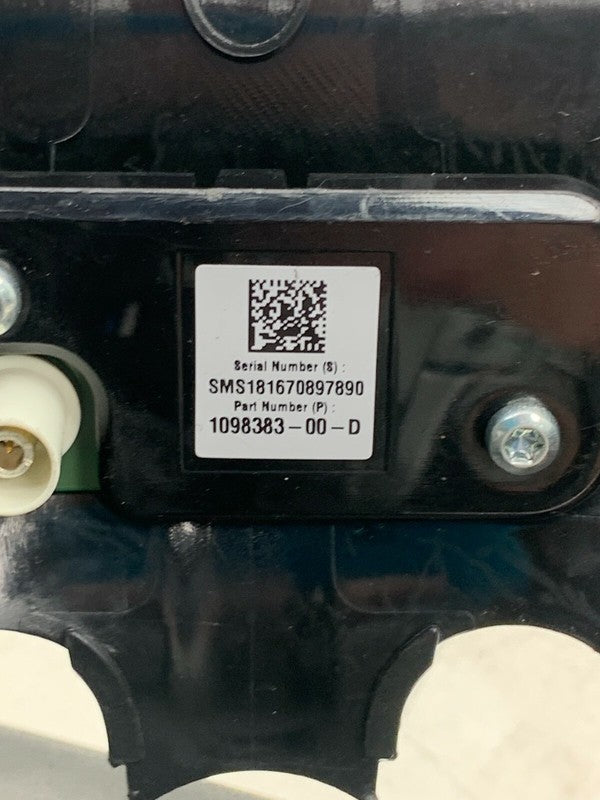 Serial Number (S) :
SMS181670897890
Part Number (P) :
1098383-00-D